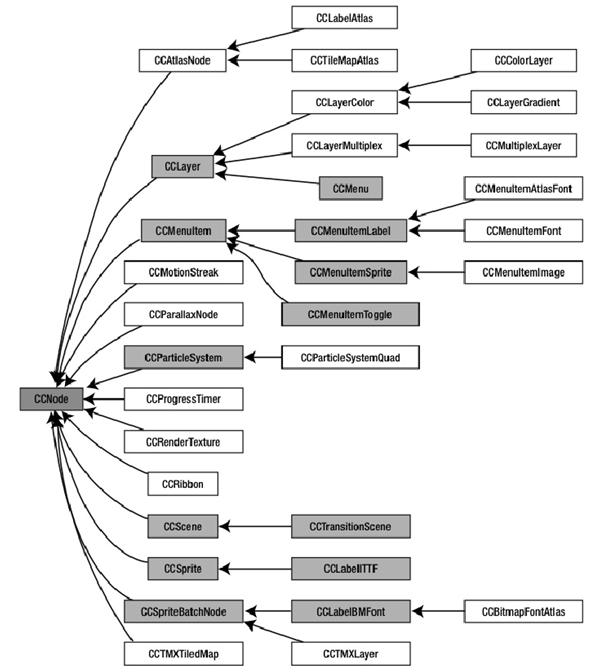 CCLabelAtlas
CCAtlasNode
CCTileMapAtlas
CCColorLayer
CCLayerColor
CCLayerGradient
CCLayerMultiplex
CCMultiplexLayer
CCLayer
CCMenu
CCMenuItemAtlasFont
CCMenuItem
CCMenuItemLabel
CCMenuItemFont
CCMotionStreak
CCMenuItemSprite
CCMenuItemImage
CCParallaxNode
CCMenuItemToggle
CCParticleSystem
CCParticleSystemQuad
CCNode
CCProgressTimer
CCRenderTexture
CCRibbon
CCScene
CCTransitionScene
CCSprite
CCLabelITTF
CCSpriteBatchNode
CCLabelBMFont
CCBitmapFontAtlas
CCTMXTiledMap
CCTMXLayer